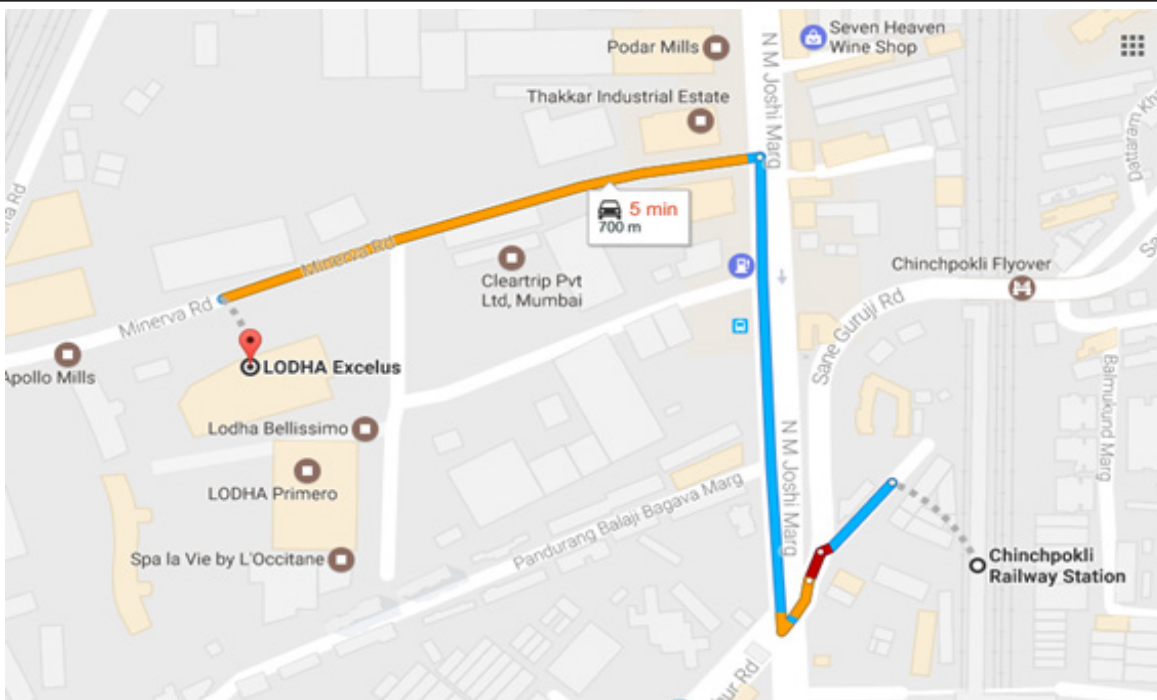 Podar Mills
N M Joshi Marg
Seven Heaven
Wine Shop
Thakkar Industrial Estate
5 min
700 m
Minerva Rd
Cleartrip Pvt
Ltd, Mumbai
Chinchpokli Flyover
Minerva Rd
Sane Guruji Rd
LODHA Excelus
Apollo Mills
Lodha Bellissimo
LODHA Primero
N M Joshi Marg
Balmukund Marg
Pandurang Balaji Bagava Marg
Spa la Vie by L'Occitane
Chinchpokli
Railway Station